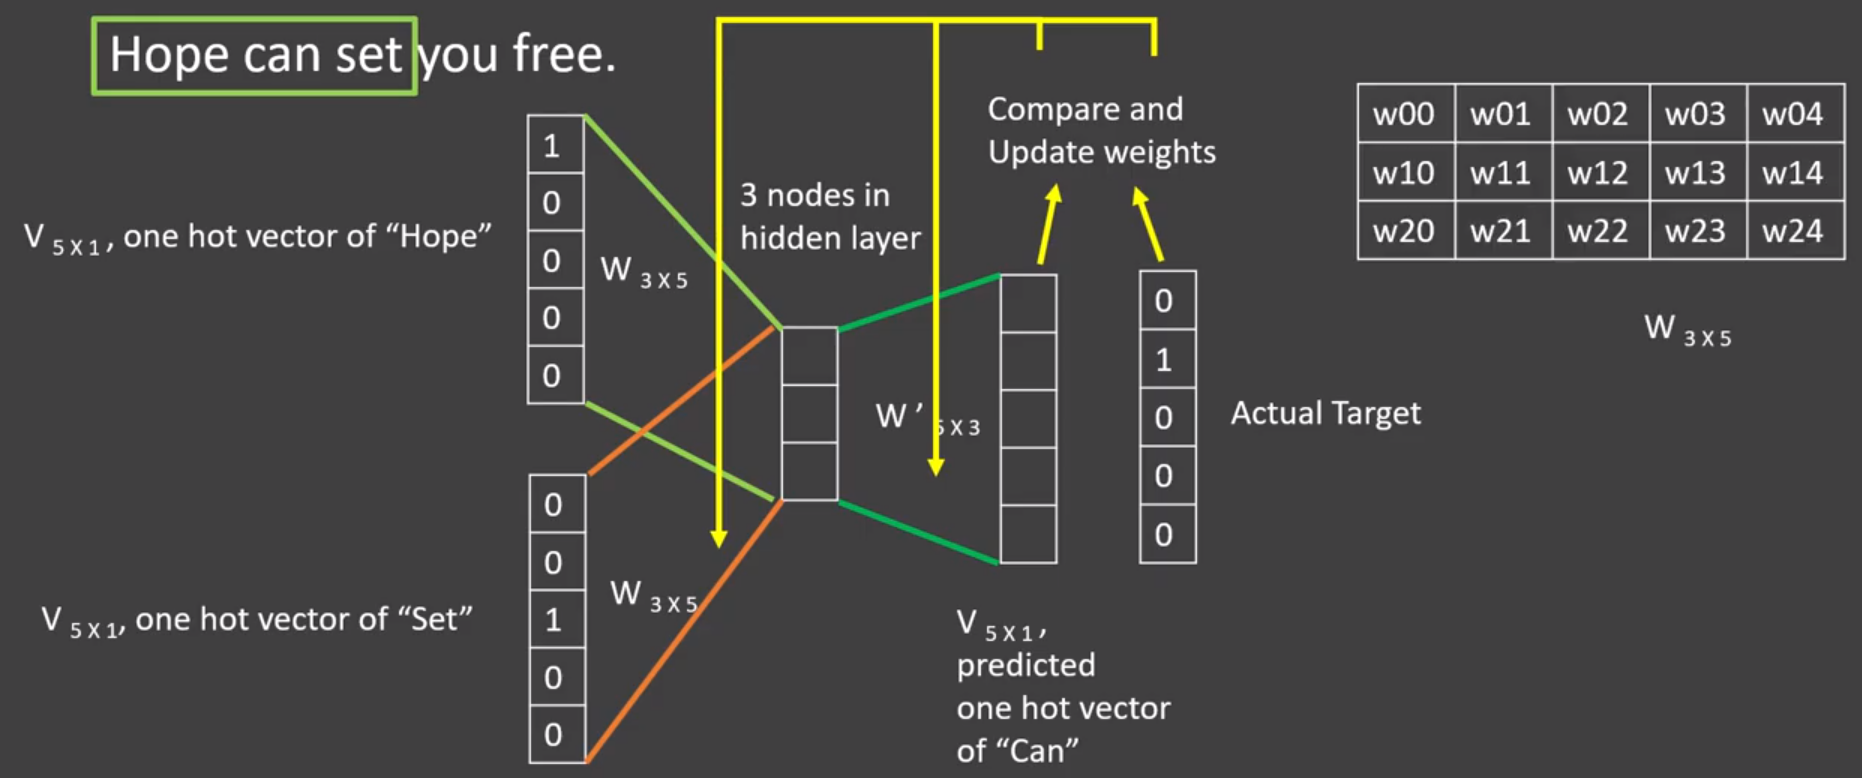 Hope can set you free.
V 5 X 1 , one hot vector of “Hope”
1
0
0
0
0
W 3 X 5
V 5 X 1, one hot vector of “Set”
0
0
1
0
0
W 3 X 5
3 nodes in
hidden layer
W ’ 5 X 3
Compare and
Update weights
V 5 X 1 ,
predicted
one hot vector
of “Can”
0
1
0
0
0
Actual Target
w00 w01 w02 w03 w04
w10 w11 w12 w13 w14
w20 w21 w22 w23 w24
W 3 X 5